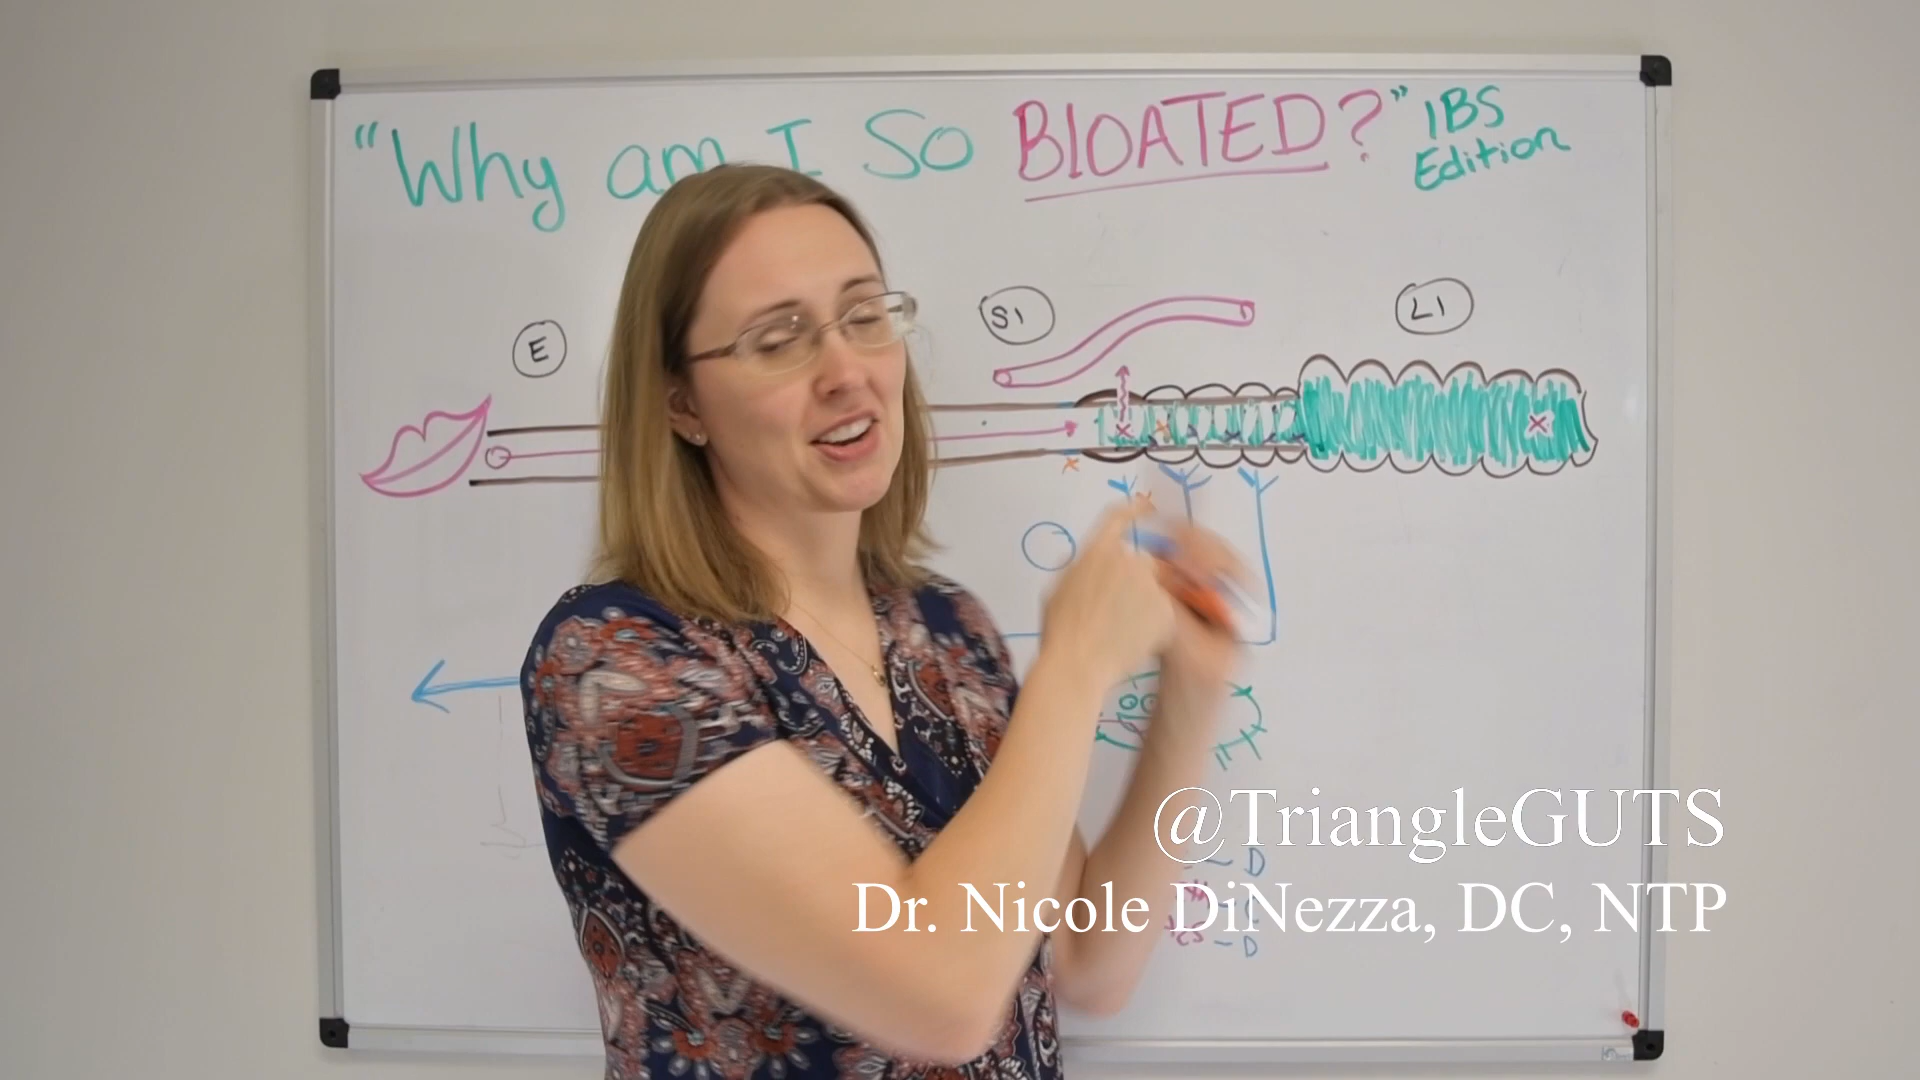 "Why am I So BLOATED?" IBS
Edition
E
SI
LI
@TriangleGUTS
- D
Dr. Nicole DiNezza, DC, NTP
- C
- D